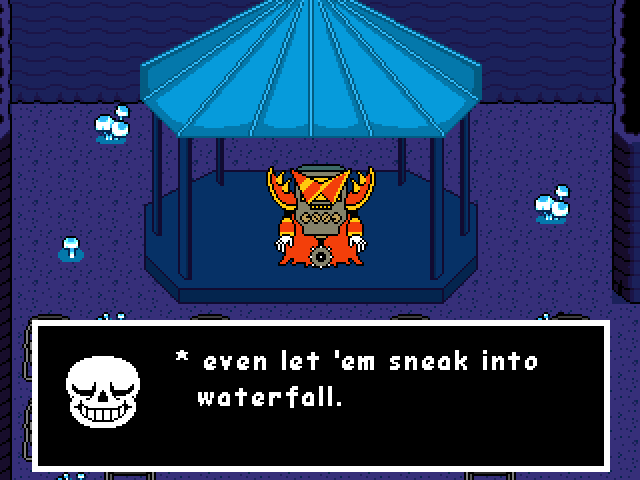 * even let 'em sneak into
waterfall.